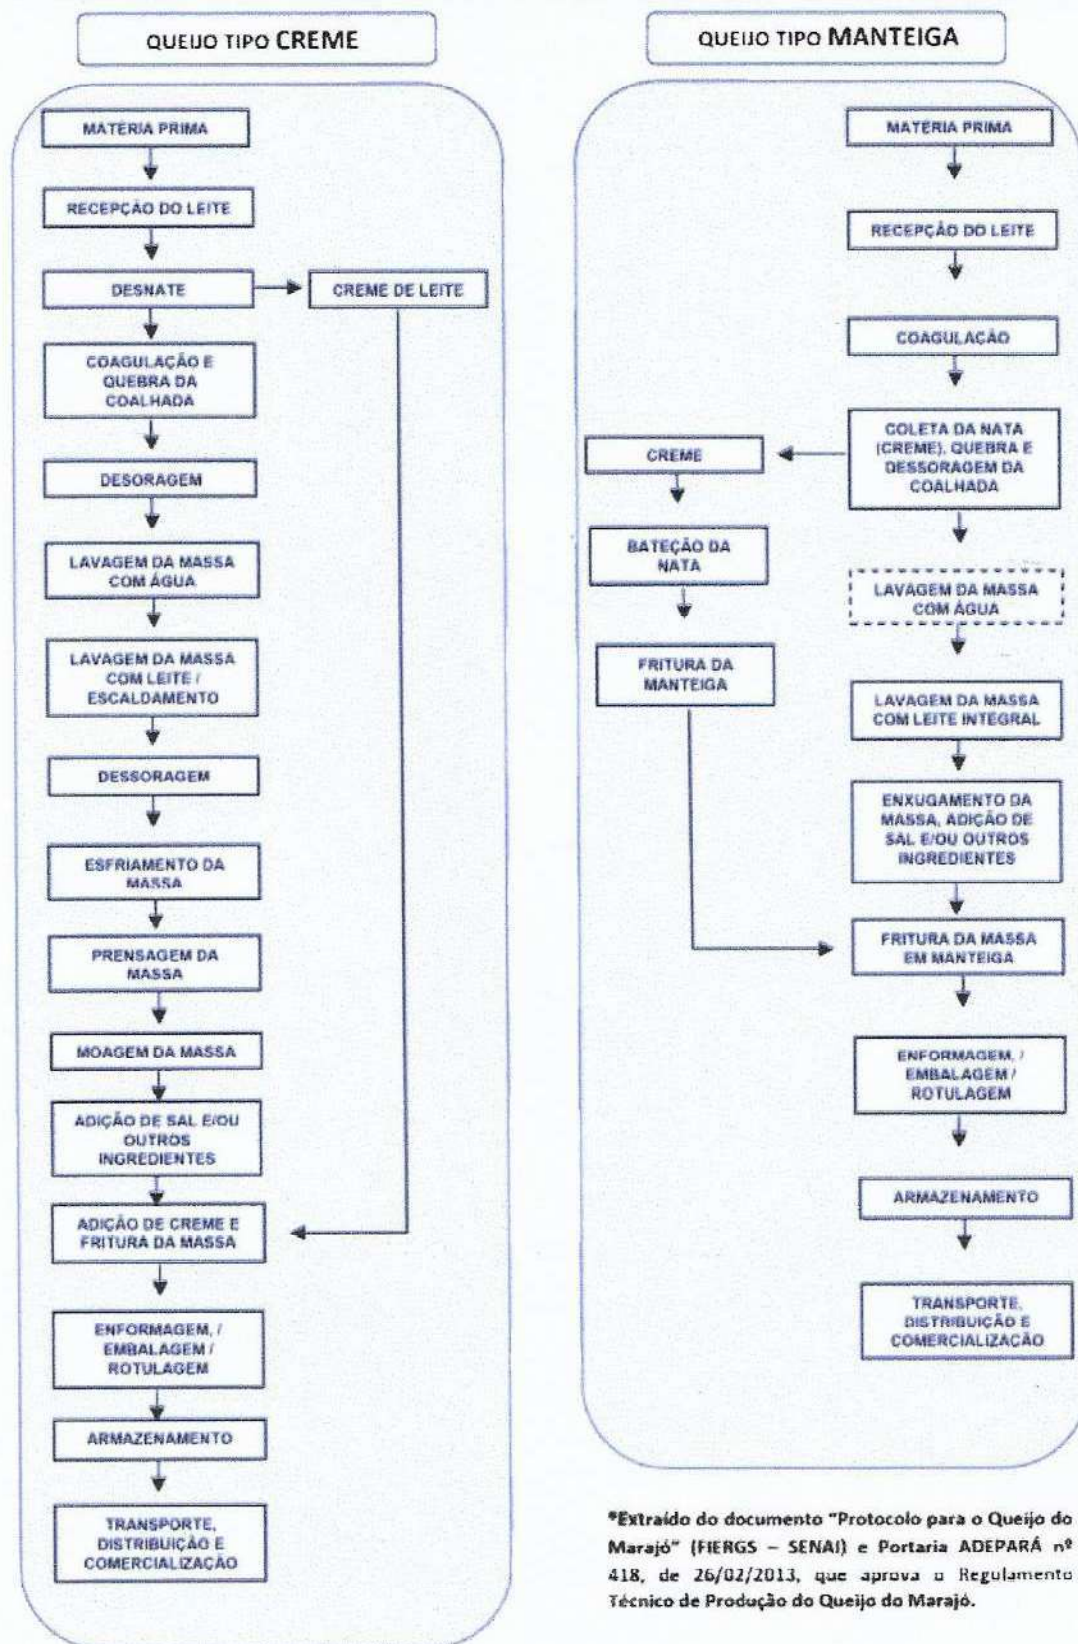 QUEIJO TIPO CREME
MATÉRIA PRIMA
RECEPÇÃO DO LEITE
DESNATE
CREME DE LEITE
COAGULAÇÃO E
QUEBRA DA
COALHADA
DESORAGEM
LAVAGEM DA MASSA
COM ÁGUA
LAVAGEM DA MASSA
COM LEITE /
ESCALDAMENTO
DESSORAGEM
ESFRIAMENTO DA
MASSA
PRENSAGEM DA
MASSA
MOAGEM DA MASSA
ADIÇÃO DE SAL E/OU
OUTROS
INGREDIENTES
ADIÇÃO DE CREME E
FRITURA DA MASSA
ENFORMAGEM, /
EMBALAGEM /
ROTULAGEM
ARMAZENAMENTO
TRANSPORTE,
DISTRIBUIÇÃO E
COMERCIALIZAÇÃO
QUEIJO TIPO MANTEIGA
MATÉRIA PRIMA
RECEPÇÃO DO LEITE
COAGULAÇÃO
COLETA DA NATA
(CREME), QUEBRA E
DESSORAGEM DA
COALHADA
CREME
BATEÇÃO DA
NATA
FRITURA DA
MANTEIGA
LAVAGEM DA MASSA
COM ÁGUA
LAVAGEM DA MASSA
COM LEITE INTEGRAL
ENXUGAMENTO DA
MASSA, ADIÇÃO DE
SAL E/OU OUTROS
INGREDIENTES
FRITURA DA MASSA
EM MANTEIGA
ENFORMAGEM, /
EMBALAGEM /
ROTULAGEM
ARMAZENAMENTO
TRANSPORTE,
DISTRIBUIÇÃO E
COMERCIALIZAÇÃO
*Extraído do documento "Protocolo para o Queijo do
Marajó" (FIERGS – SENAI) e Portaria ADEPARÁ nº
418, de 26/02/2013, que aprova o Regulamento
Técnico de Produção do Queijo do Marajó.